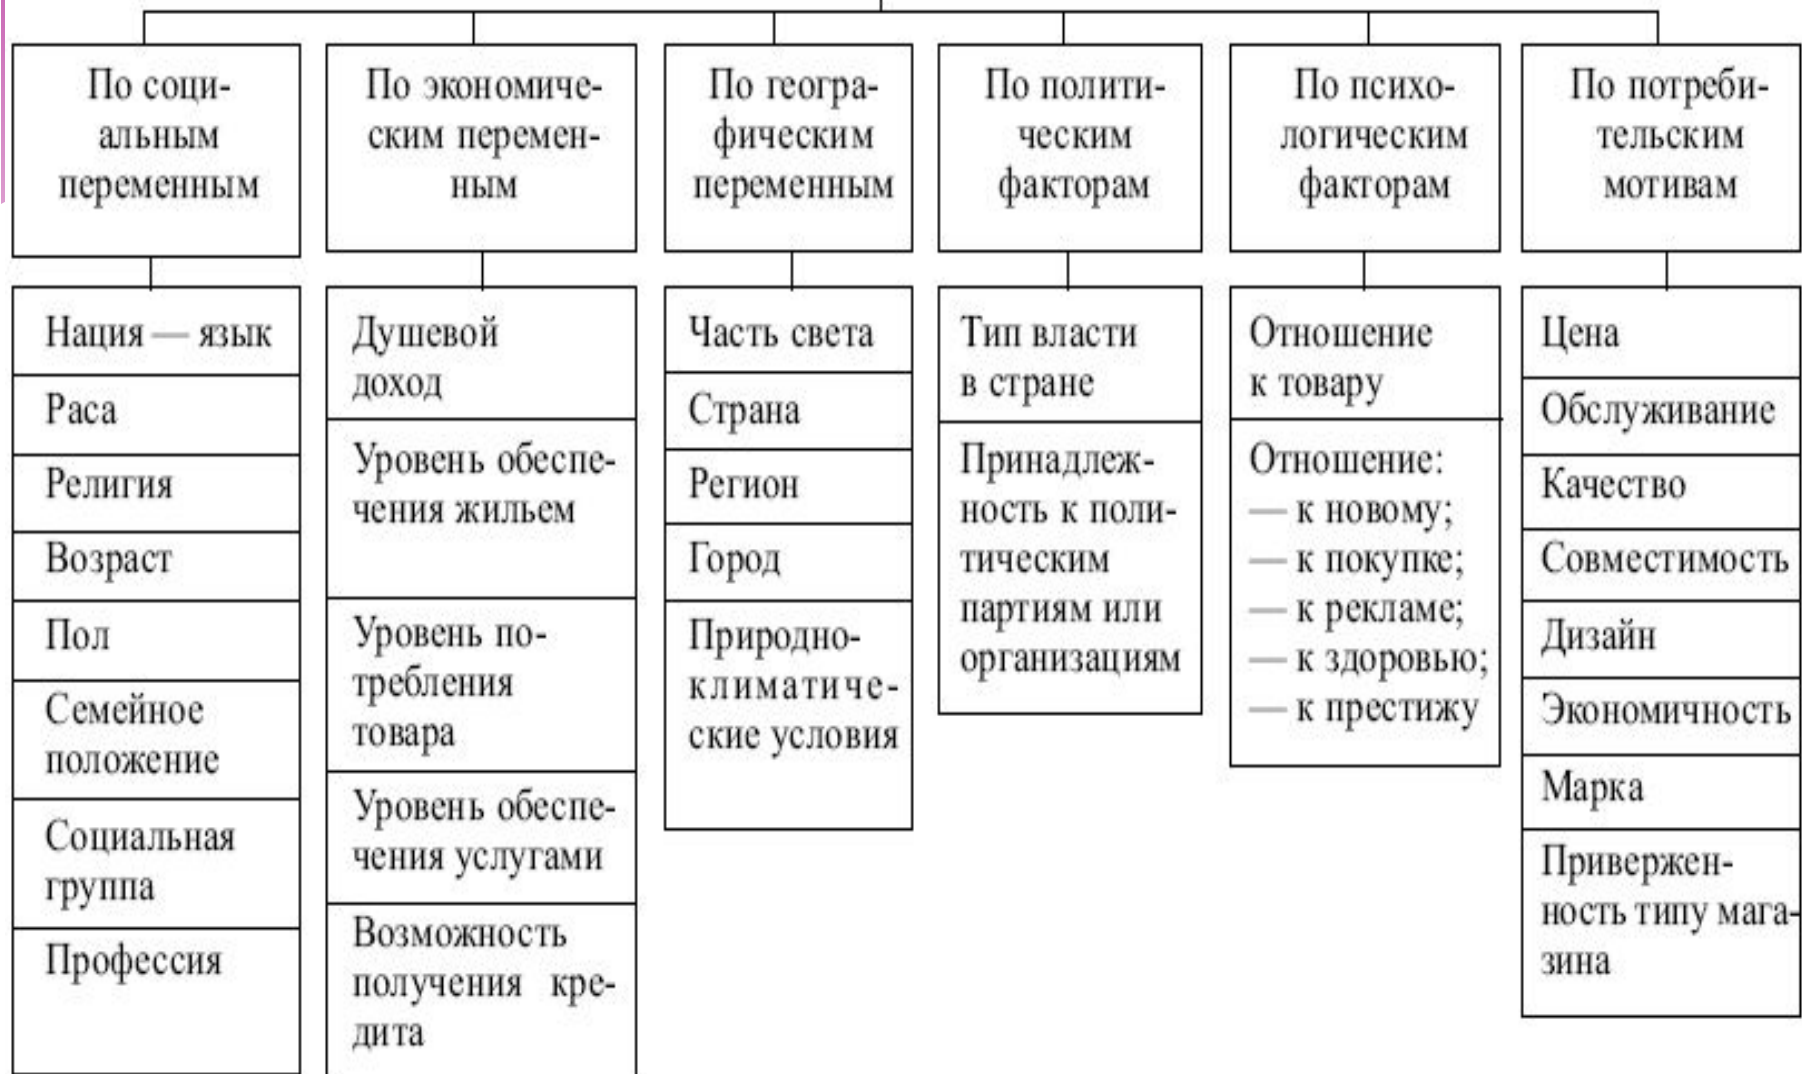 По соци-
альным
переменным
Нация — язык
Раса
Религия
Возраст
Пол
Семейное
положение
Социальная
группа
Профессия
По экономиче-
ским перемен-
ным
Душевой
доход
Уровень обеспе-
чения жильем
Уровень по-
требления
товара
Уровень обеспе-
чения услугами
Возможность
получения кре-
дита
По геогра-
фическим
переменным
Часть света
Страна
Регион
Город
Природно-
климатиче-
ские условия
По полити-
ческим
факторам
Тип власти
в стране
Принадлеж-
ность к поли-
тическим
партиям или
организациям
По психо-
логическим
факторам
Отношение
к товару
Отношение:
— к новому;
— к покупке;
— к рекламе;
— к здоровью;
— к престижу
По потреби-
тельским
мотивам
Цена
Обслуживание
Качество
Совместимость
Дизайн
Экономичность
Марка
Привержен-
ность типу мага-
зина